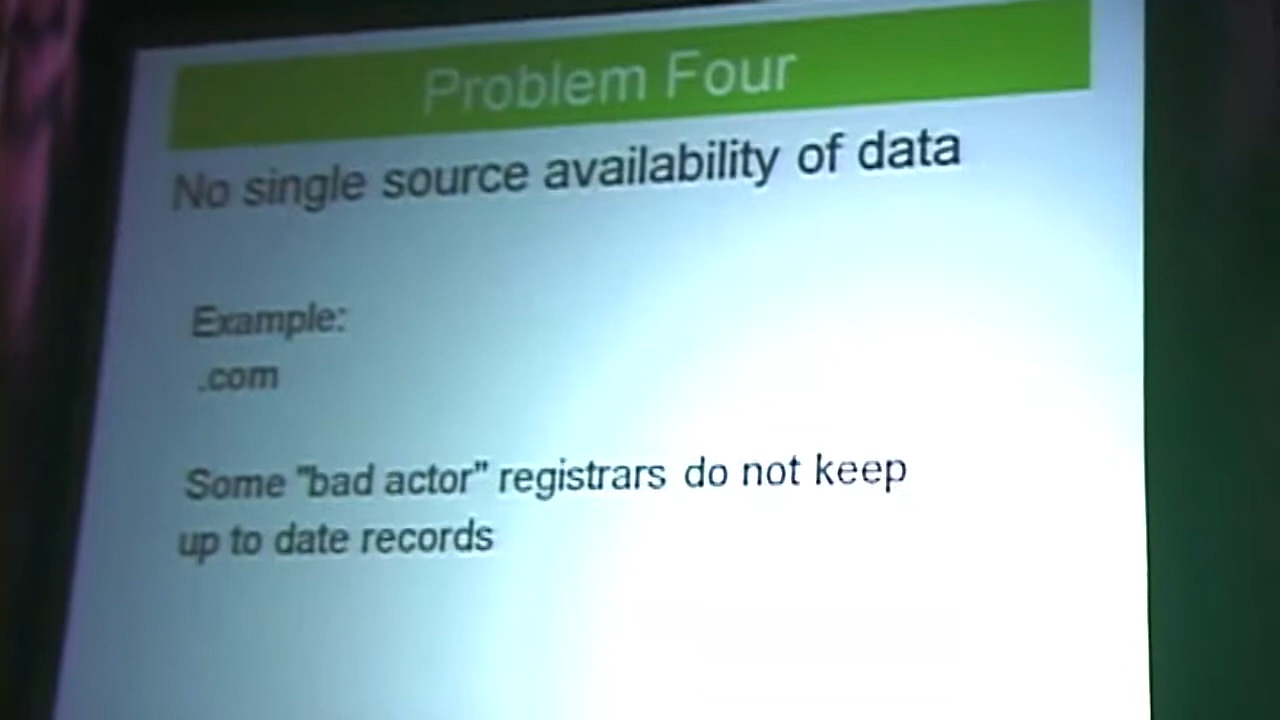 Problem Four
No single source availability of data
Example:
.com
Some "bad actor" registrars do not keep
up to date records